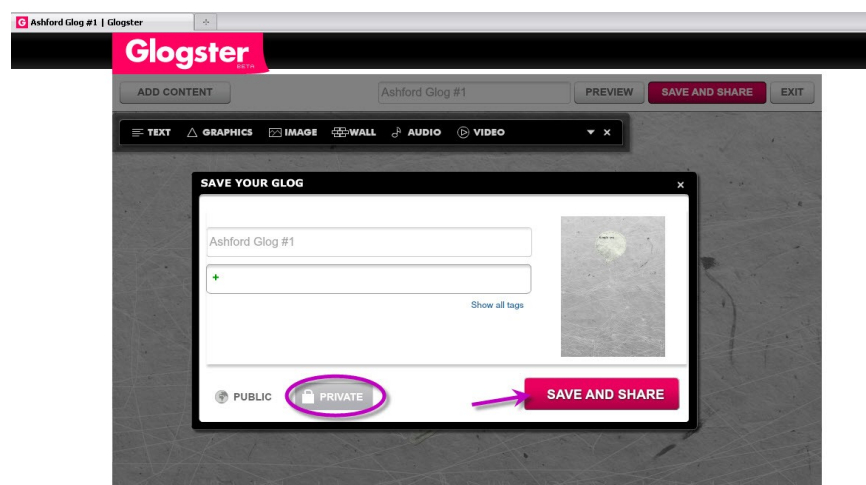 G Ashford Glog #1 | Glogster
Glogster
BETA
ADD CONTENT Ashford Glog #1 PREVIEW SAVE AND SHARE EXIT
TEXT GRAPHICS IMAGE WALL AUDIO VIDEO
SAVE YOUR GLOG
Ashford Glog #1
+
Show all tags
PUBLIC PRIVATE SAVE AND SHARE